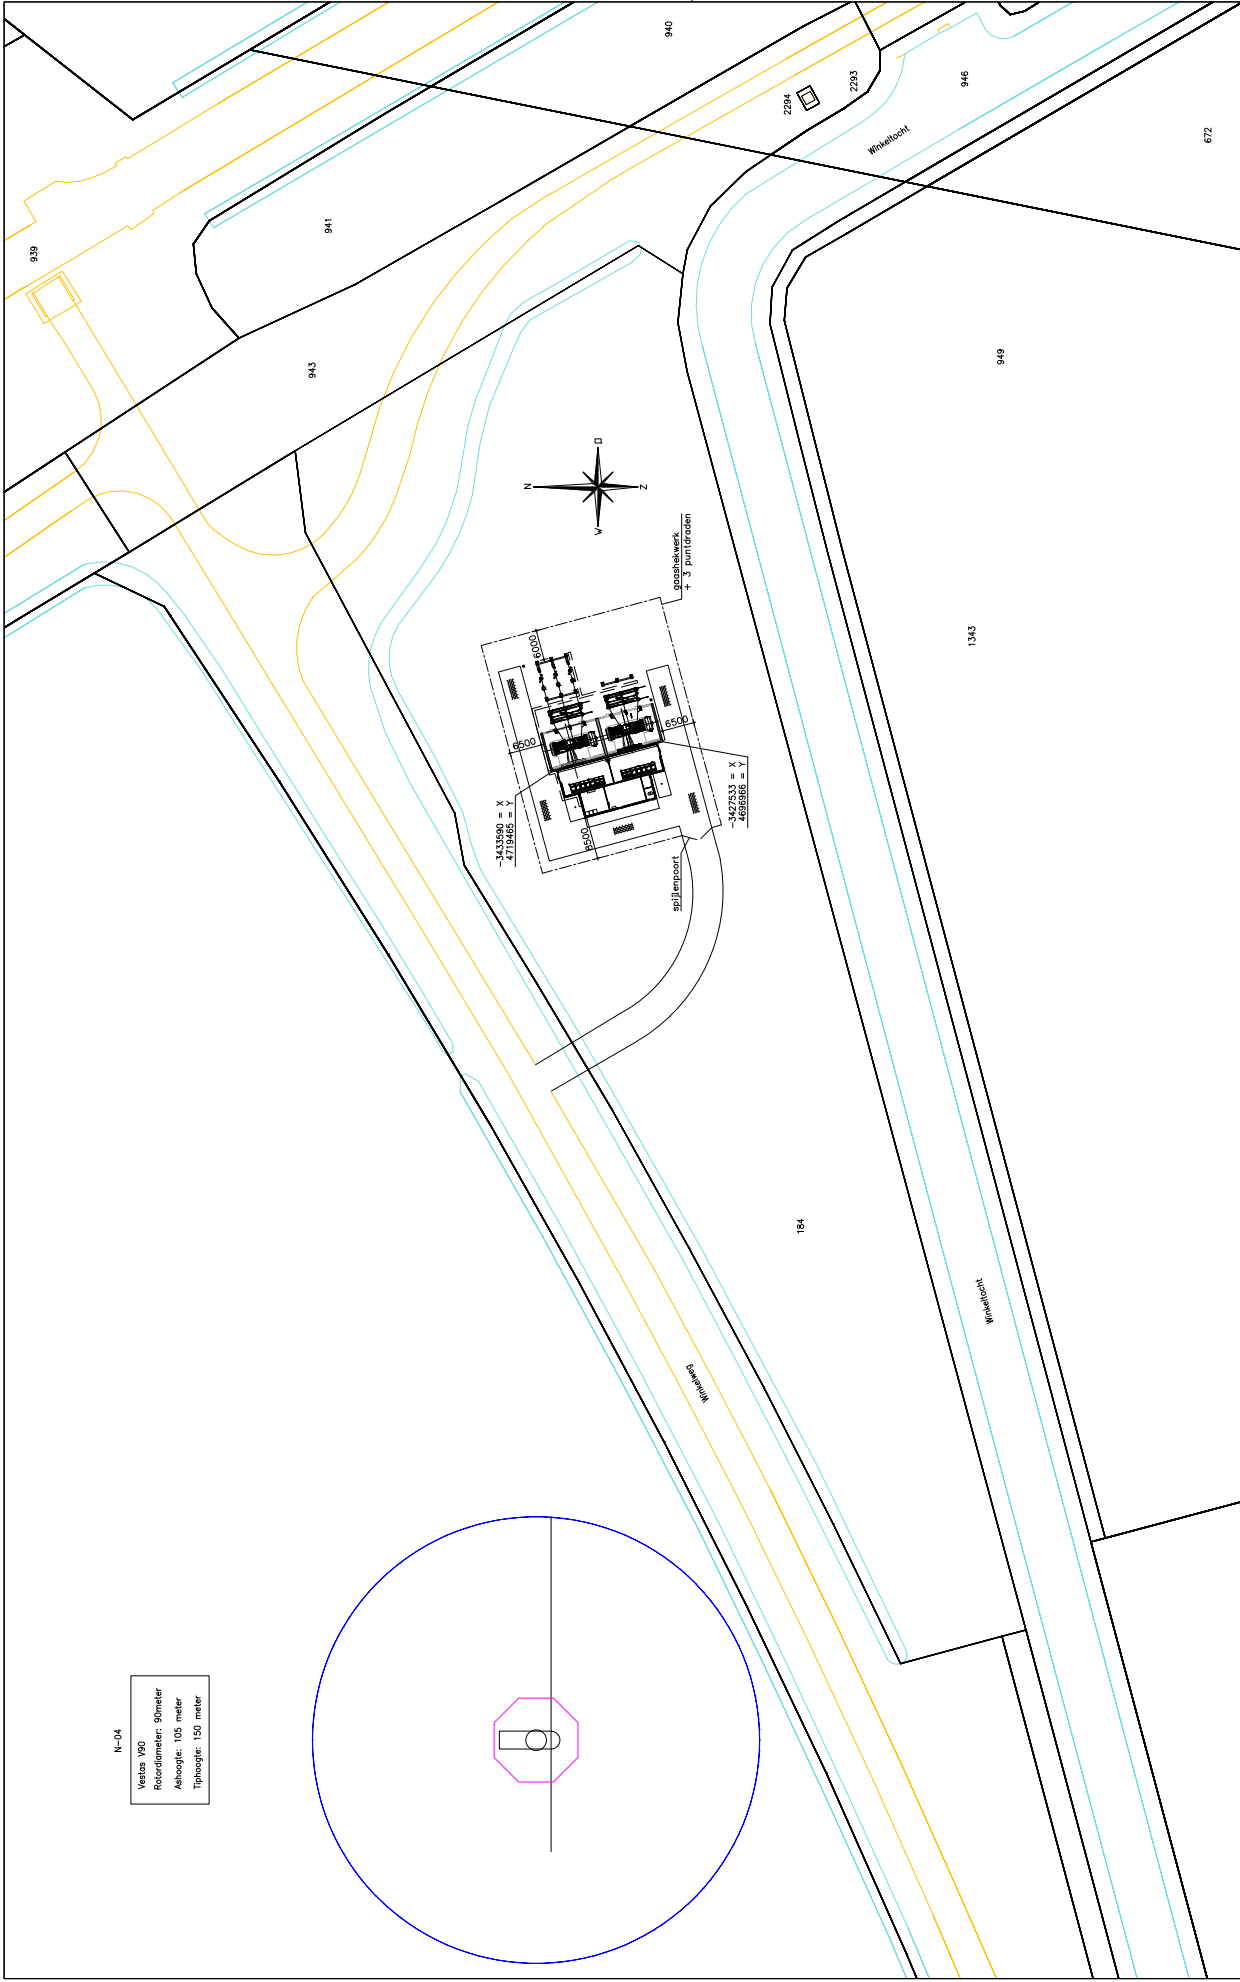 N-04
Vestas V90
Rotordiameter: 90meter
Ashoogte: 105 meter
Tiphoogte: 150 meter
939
941
943
940
2294
2293
946
672
949
1343
184
Winkeltocht
Winkeltocht
Winkelweg
N
O
Z
W
gaashekwerk
+ 3 puntdraden
spijlenpoort
6000
6500
6500
8500
-3433590 = X
4719465 = Y
-3427533 = X
4696966 = Y